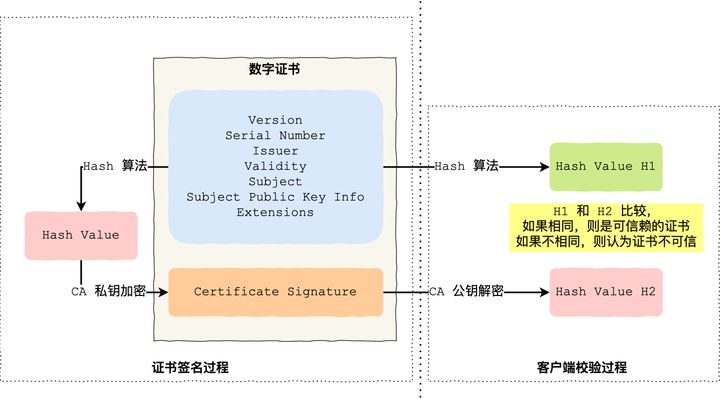 数字证书
Version
Serial Number
Issuer
Validity
Subject
Subject Public Key Info
Extensions
Hash 算法
Hash 算法
Hash Value H1
Hash Value
H1 和 H2 比较，
如果相同，则是可信赖的证书
如果不相同，则认为证书不可信
CA 私钥加密
Certificate Signature
CA 公钥解密
Hash Value H2
证书签名过程
客户端校验过程